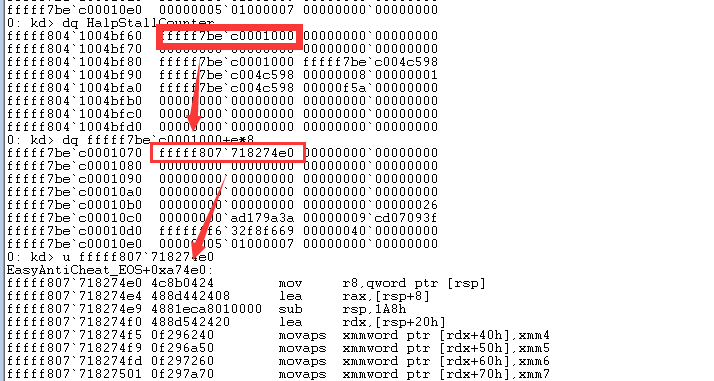 fffff7be`c00010e0  00000005`01000007 00000000`00000000
0: kd> dq HalpStallCounter
fffff804`1004bf60  fffff7be`c0001000 00000000`00000000
fffff804`1004bf70  00000000`00000000 00000000`00000000
fffff804`1004bf80  fffff7be`c0001000 fffff7be`c004c598
fffff804`1004bf90  fffff7be`c004c598 00000008`00000001
fffff804`1004bfa0  fffff7be`c004c598 00000000`00000f5a`00000000
fffff804`1004bfb0  00000000`00000000 00000000`00000000
fffff804`1004bfc0  00000000`00000000 00000000`00000000
fffff804`1004bfd0  00000000`00000000 00000000`00000000
0: kd> dq fffff7be`c0001000+e*8
fffff7be`c0001070  fffff807`718274e0 00000000`00000000
fffff7be`c0001080  00000000`00000000 00000000`00000000
fffff7be`c0001090  00000000`00000000 00000000`00000000
fffff7be`c00010a0  00000000`00000000 00000000`00000000
fffff7be`c00010b0  00000000`00000000 00000000`00000026
fffff7be`c00010c0  00000000`ad179a3a 00000009`cd07093f
fffff7be`c00010d0  fffffff6`32f8f669 00000040`00000000
fffff7be`c00010e0  00000005`01000007 00000000`00000000
0: kd> u fffff807`718274e0
EasyAntiCheat_EOS+0xa74e0:
fffff807`718274e0 4c8b0424        mov     r8,qword ptr [rsp]
fffff807`718274e4 488d442408      lea     rax,[rsp+8]
fffff807`718274e9 4881eca8010000  sub     rsp,1A8h
fffff807`718274f0 488d542420      lea     rdx,[rsp+20h]
fffff807`718274f5 0f296240        movaps  xmmword ptr [rdx+40h],xmm4
fffff807`718274f9 0f296a50        movaps  xmmword ptr [rdx+50h],xmm5
fffff807`718274fd 0f297260        movaps  xmmword ptr [rdx+60h],xmm6
fffff807`71827501 0f297a70        movaps  xmmword ptr [rdx+70h],xmm7